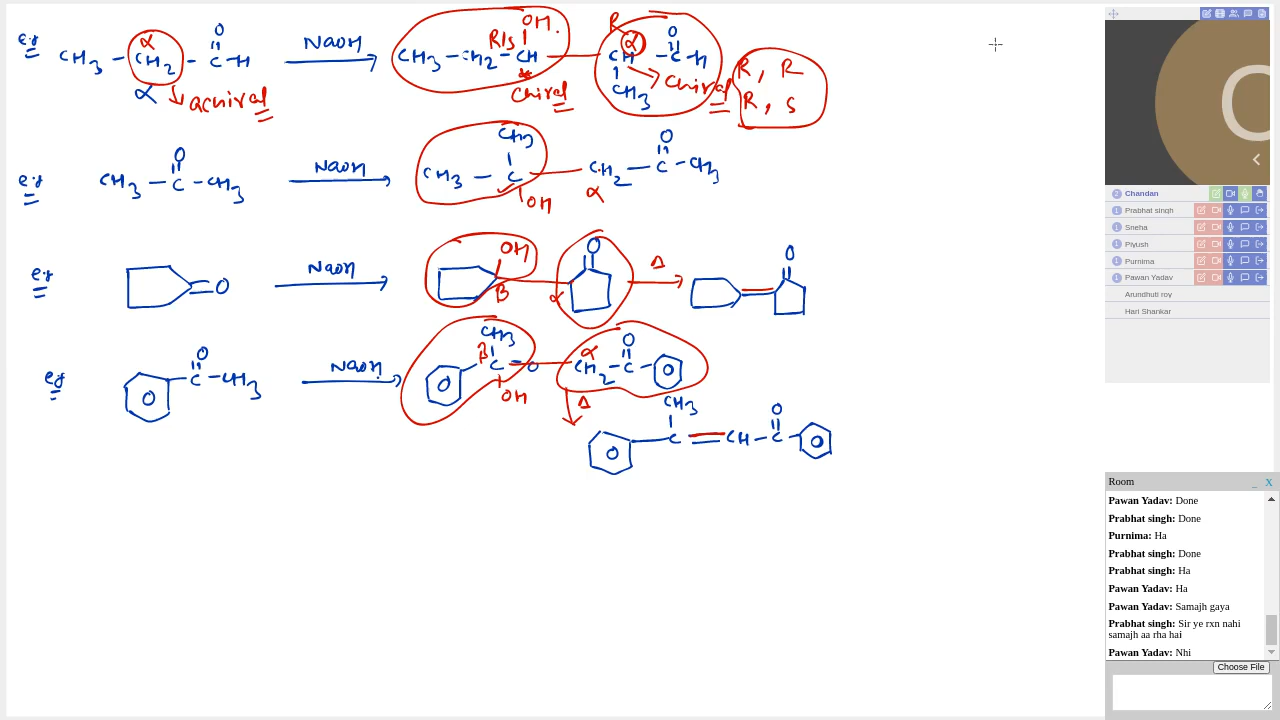 eg CH3 - CH2 - C - H NaOH CH3 - CH2 - CH - CH - C - H
O OH O
α α achiral R/S * Chiral R α CH3 Chiral R, R
R, S
eg CH3 - C - CH3 NaOH CH3 - C - CH2 - C - CH3
O CH3 OH α O
eg O NaOH OH β α O Δ O
eg O C - CH3 NaOH CH3 β C OH α CH2 - C O
Δ
CH3 O
C = CH - C
Chandan
Prabhat singh
Sneha
Piyush
Purnima
Pawan Yadav
Arundhuti roy
Hari Shankar
Room _ X
Pawan Yadav: Done
Prabhat singh: Done
Purnima: Ha
Prabhat singh: Done
Prabhat singh: Ha
Pawan Yadav: Ha
Pawan Yadav: Samajh gaya
Prabhat singh: Sir ye rxn nahi
samajh aa rha hai
Pawan Yadav: Nhi
Choose File